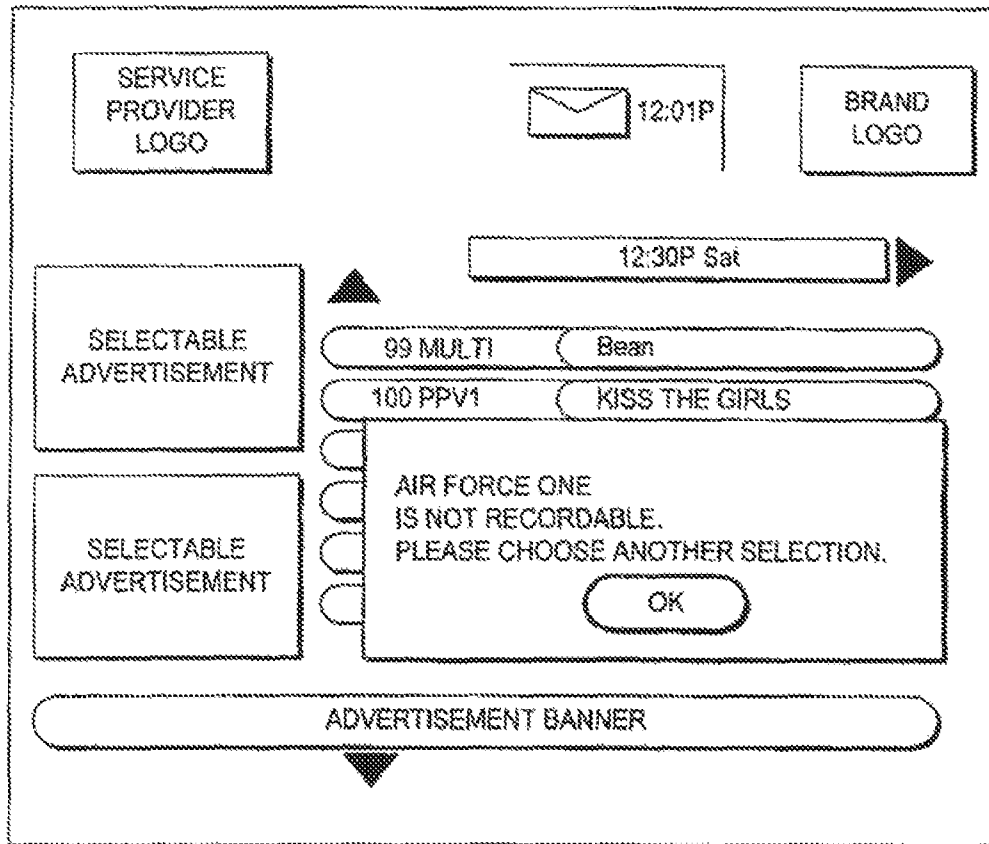 SERVICE
PROVIDER
LOGO
12:01P
BRAND
LOGO
12:30P Sat
SELECTABLE
ADVERTISEMENT
99 MULTI
Bean
100 PPV1
KISS THE GIRLS
AIR FORCE ONE
IS NOT RECORDABLE.
PLEASE CHOOSE ANOTHER SELECTION.
OK
SELECTABLE
ADVERTISEMENT
ADVERTISEMENT BANNER